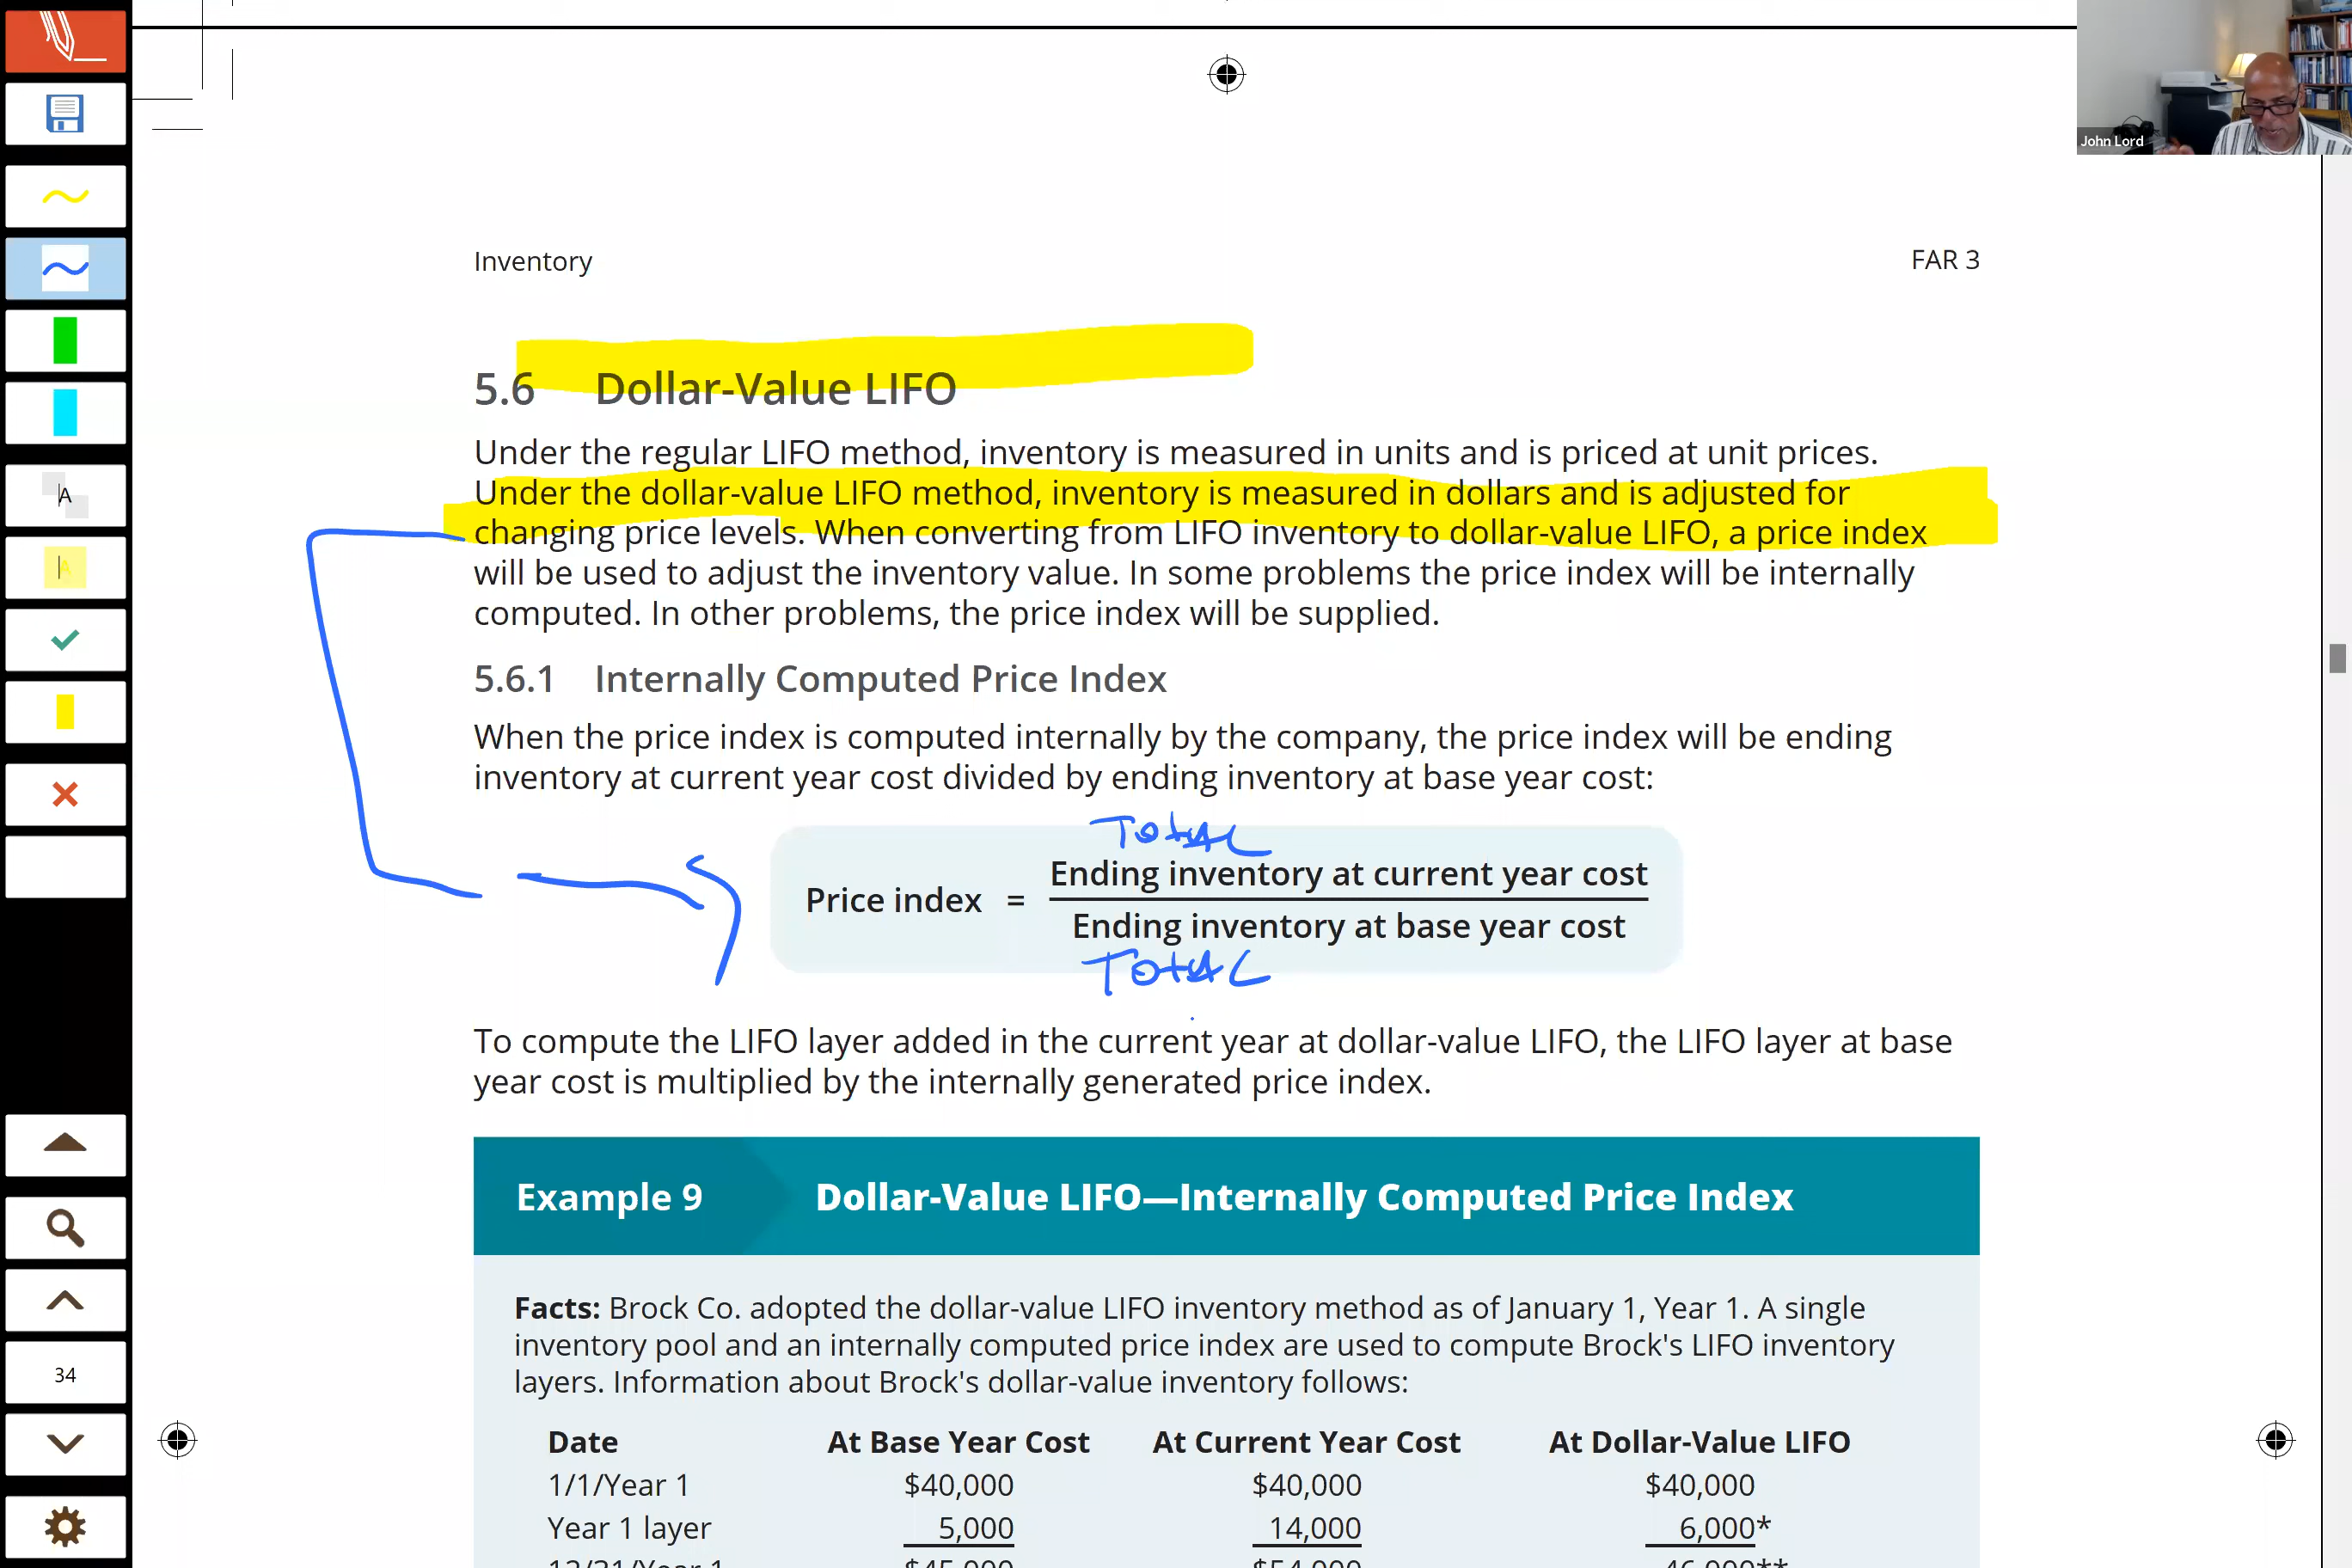 John Lord
Inventory
FAR 3
5.6 Dollar-Value LIFO
Under the regular LIFO method, inventory is measured in units and is priced at unit prices.
Under the dollar-value LIFO method, inventory is measured in dollars and is adjusted for
changing price levels. When converting from LIFO inventory to dollar-value LIFO, a price index
will be used to adjust the inventory value. In some problems the price index will be internally
computed. In other problems, the price index will be supplied.
5.6.1 Internally Computed Price Index
When the price index is computed internally by the company, the price index will be ending
inventory at current year cost divided by ending inventory at base year cost:
Total
Ending inventory at current year cost
Price index =
Ending inventory at base year cost
Total
To compute the LIFO layer added in the current year at dollar-value LIFO, the LIFO layer at base
year cost is multiplied by the internally generated price index.
Example 9 Dollar-Value LIFO—Internally Computed Price Index
Facts: Brock Co. adopted the dollar-value LIFO inventory method as of January 1, Year 1. A single
inventory pool and an internally computed price index are used to compute Brock's LIFO inventory
layers. Information about Brock's dollar-value inventory follows:
Date At Base Year Cost At Current Year Cost At Dollar-Value LIFO
1/1/Year 1 $40,000 $40,000 $40,000
Year 1 layer 5,000 14,000 6,000*
12/31/Year 1 $45,000 $54,000 46,000**
A
A
34